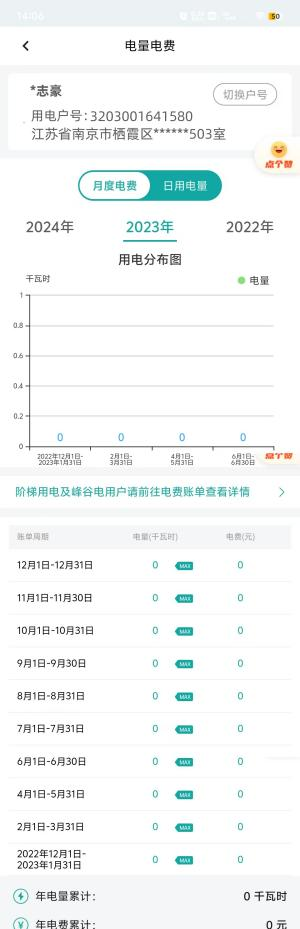 14:06
50
电量电费
*志豪
切换户号
用电户号：3203001641580
江苏省南京市栖霞区******503室
点个赞
月度电费
日用电量
2024年
2023年
2022年
用电分布图
千瓦时
电量
1
0.8
0.6
0.4
0.2
0
0 0 0 0
2022年12月1日-
2023年1月31日
2月1日-
3月31日
4月1日-
5月31日
6月1日-
6月30日
点个赞
阶梯用电及峰谷电用户请前往电费账单查看详情
账单周期 电量(千瓦时) 电费(元)
12月1日-12月31日 0 MAX 0
11月1日-11月30日 0 MAX 0
10月1日-10月31日 0 MAX 0
9月1日-9月30日 0 MAX 0
8月1日-8月31日 0 MAX 0
7月1日-7月31日 0 MAX 0
6月1日-6月30日 0 MAX 0
4月1日-5月31日 0 MAX 0
2月1日-3月31日 0 MAX 0
2022年12月1日-
2023年1月31日 0 MAX 0
年电量累计： 0 千瓦时
年电费累计： 0 元